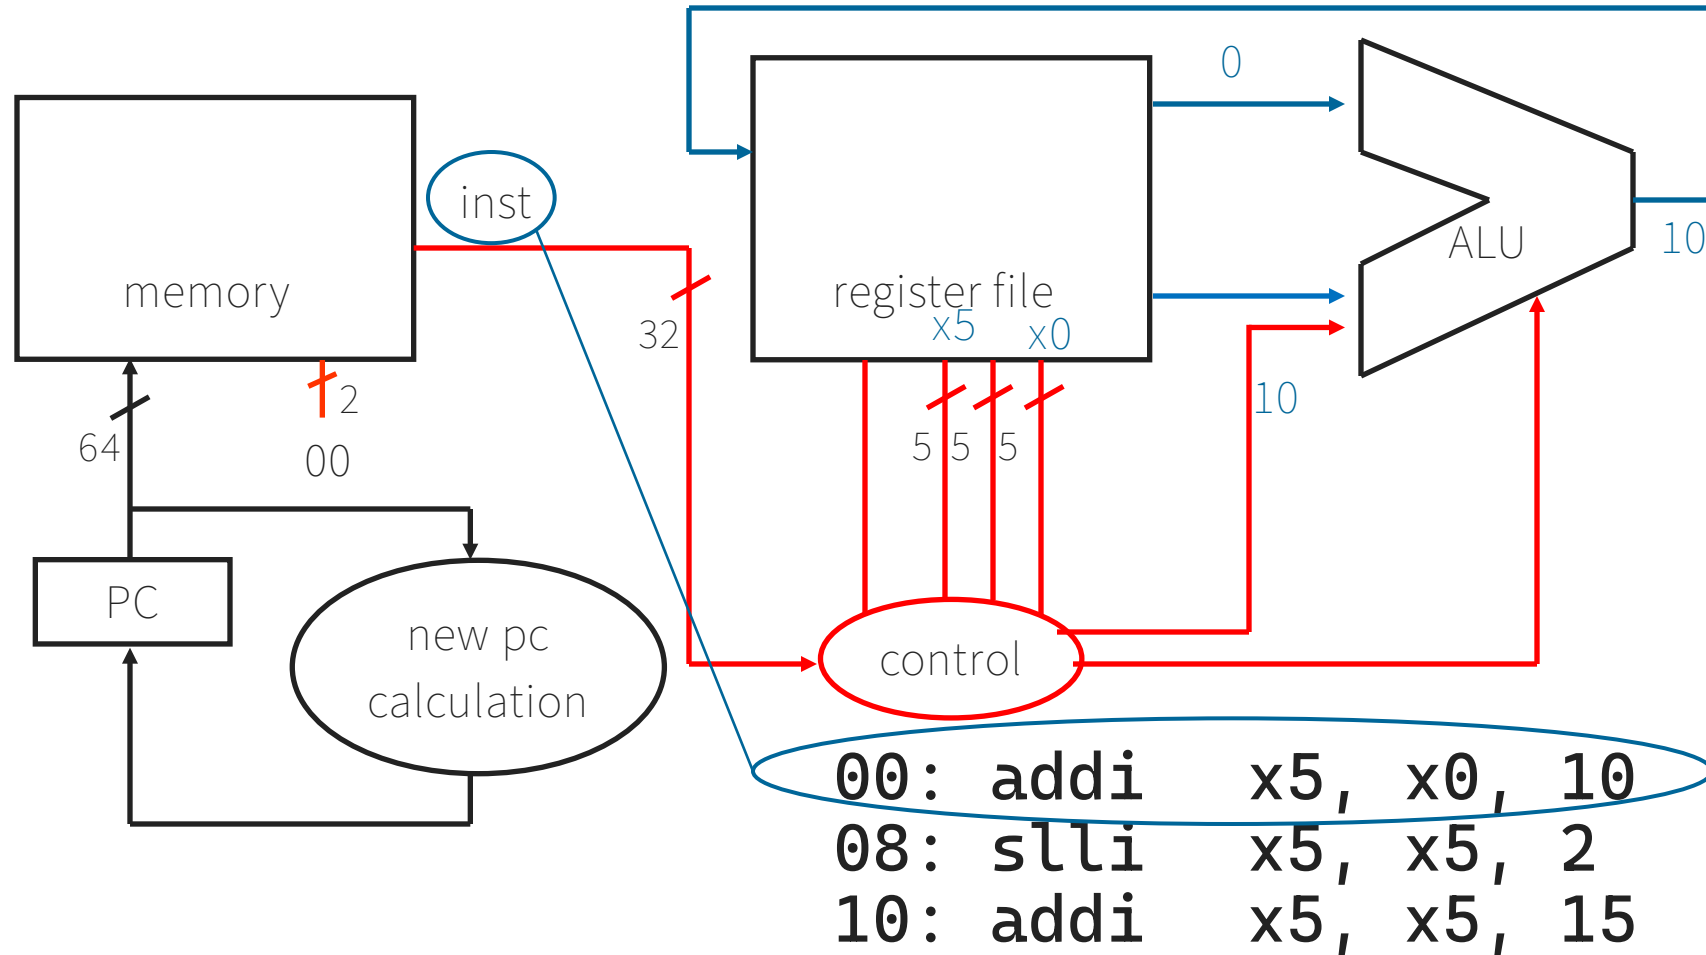 0
inst
memory
register file
ALU
10
x5 x0
32
2
64
00
10
5 5 5
PC
new pc
calculation
control
00: addi x5, x0, 10
08: slli x5, x5, 2
10: addi x5, x5, 15